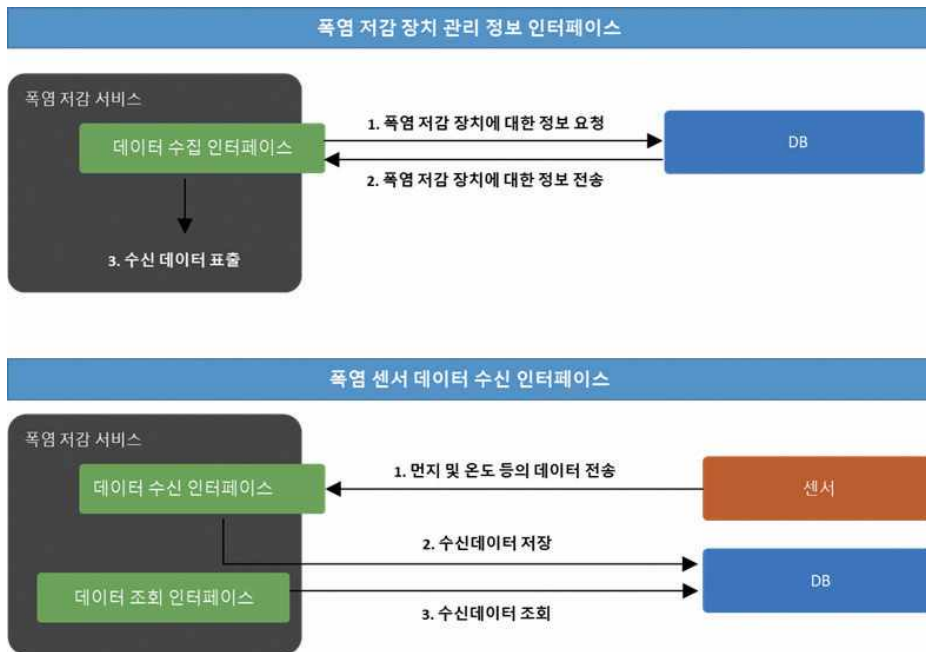 폭염 저감 장치 관리 정보 인터페이스
폭염 저감 서비스
데이터 수집 인터페이스
1. 폭염 저감 장치에 대한 정보 요청
DB
2. 폭염 저감 장치에 대한 정보 전송
3. 수신 데이터 표출
폭염 센서 데이터 수신 인터페이스
폭염 저감 서비스
데이터 수신 인터페이스
1. 먼지 및 온도 등의 데이터 전송
센서
2. 수신데이터 저장
DB
데이터 조회 인터페이스
3. 수신데이터 조회